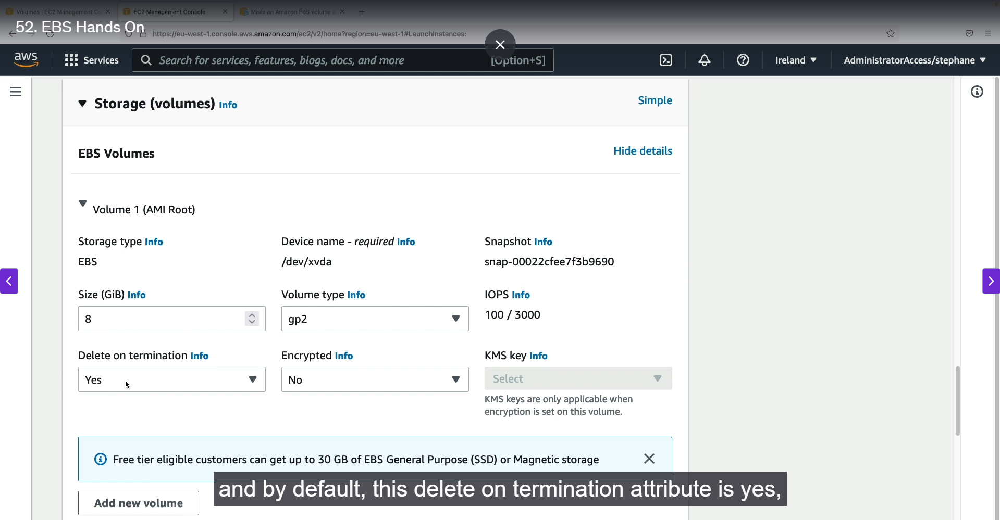 Volumes | EC2 Management Co
EC2 Management Console
Make an Amazon EBS volume av
52. EBS Hands On
https://eu-west-1.console.aws.amazon.com/ec2/v2/home?region=eu-west-1#LaunchInstances:
aws
Services
Search for services, features, blogs, docs, and more
[Option+S]
Ireland
AdministratorAccess/stephane
Storage (volumes) Info
Simple
EBS Volumes
Hide details
Volume 1 (AMI Root)
Storage type Info
Device name - required Info
Snapshot Info
EBS
/dev/xvda
snap-00022cfee7f3b9690
Size (GiB) Info
Volume type Info
IOPS Info
8
gp2
100 / 3000
Delete on termination Info
Encrypted Info
KMS key Info
Yes
No
Select
KMS keys are only applicable when
encryption is set on this volume.
Free tier eligible customers can get up to 30 GB of EBS General Purpose (SSD) or Magnetic storage
and by default, this delete on termination attribute is yes,
Add new volume